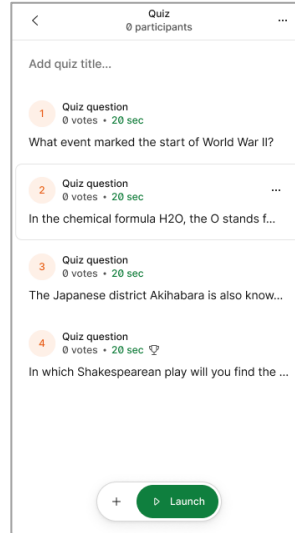 Quiz
0 participants
Add quiz title...
1
Quiz question
0 votes • 20 sec
What event marked the start of World War II?
2
Quiz question
0 votes • 20 sec
In the chemical formula H2O, the O stands f...
3
Quiz question
0 votes • 20 sec
The Japanese district Akihabara is also know...
4
Quiz question
0 votes • 20 sec
In which Shakespearean play will you find the ...
+ Launch